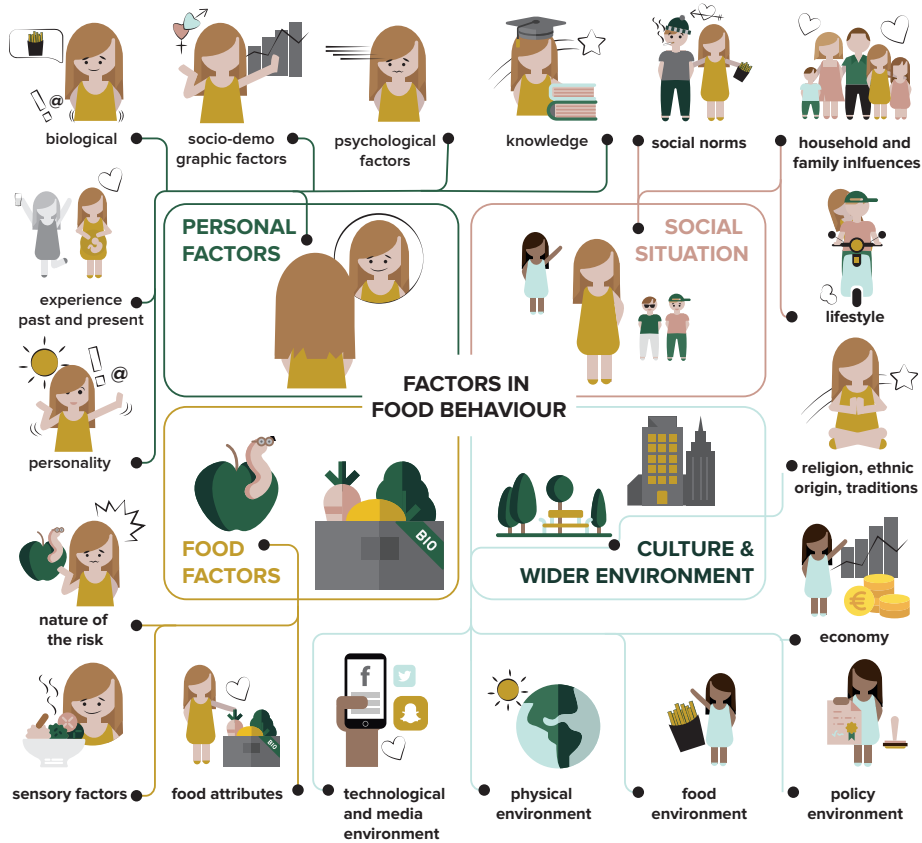 biological
socio-demo
graphic factors
psychological
factors
knowledge
social norms
household and
family inlfuences
experience
past and present
personality
PERSONAL
FACTORS
SOCIAL
SITUATION
lifestyle
FACTORS IN
FOOD BEHAVIOUR
religion, ethnic
origin, traditions
BIO
FOOD
FACTORS
CULTURE &
WIDER ENVIRONMENT
nature of
the risk
economy
sensory factors
food attributes
BIO
technological
and media
environment
physical
environment
food
environment
policy
environment
!@
!@
f
€